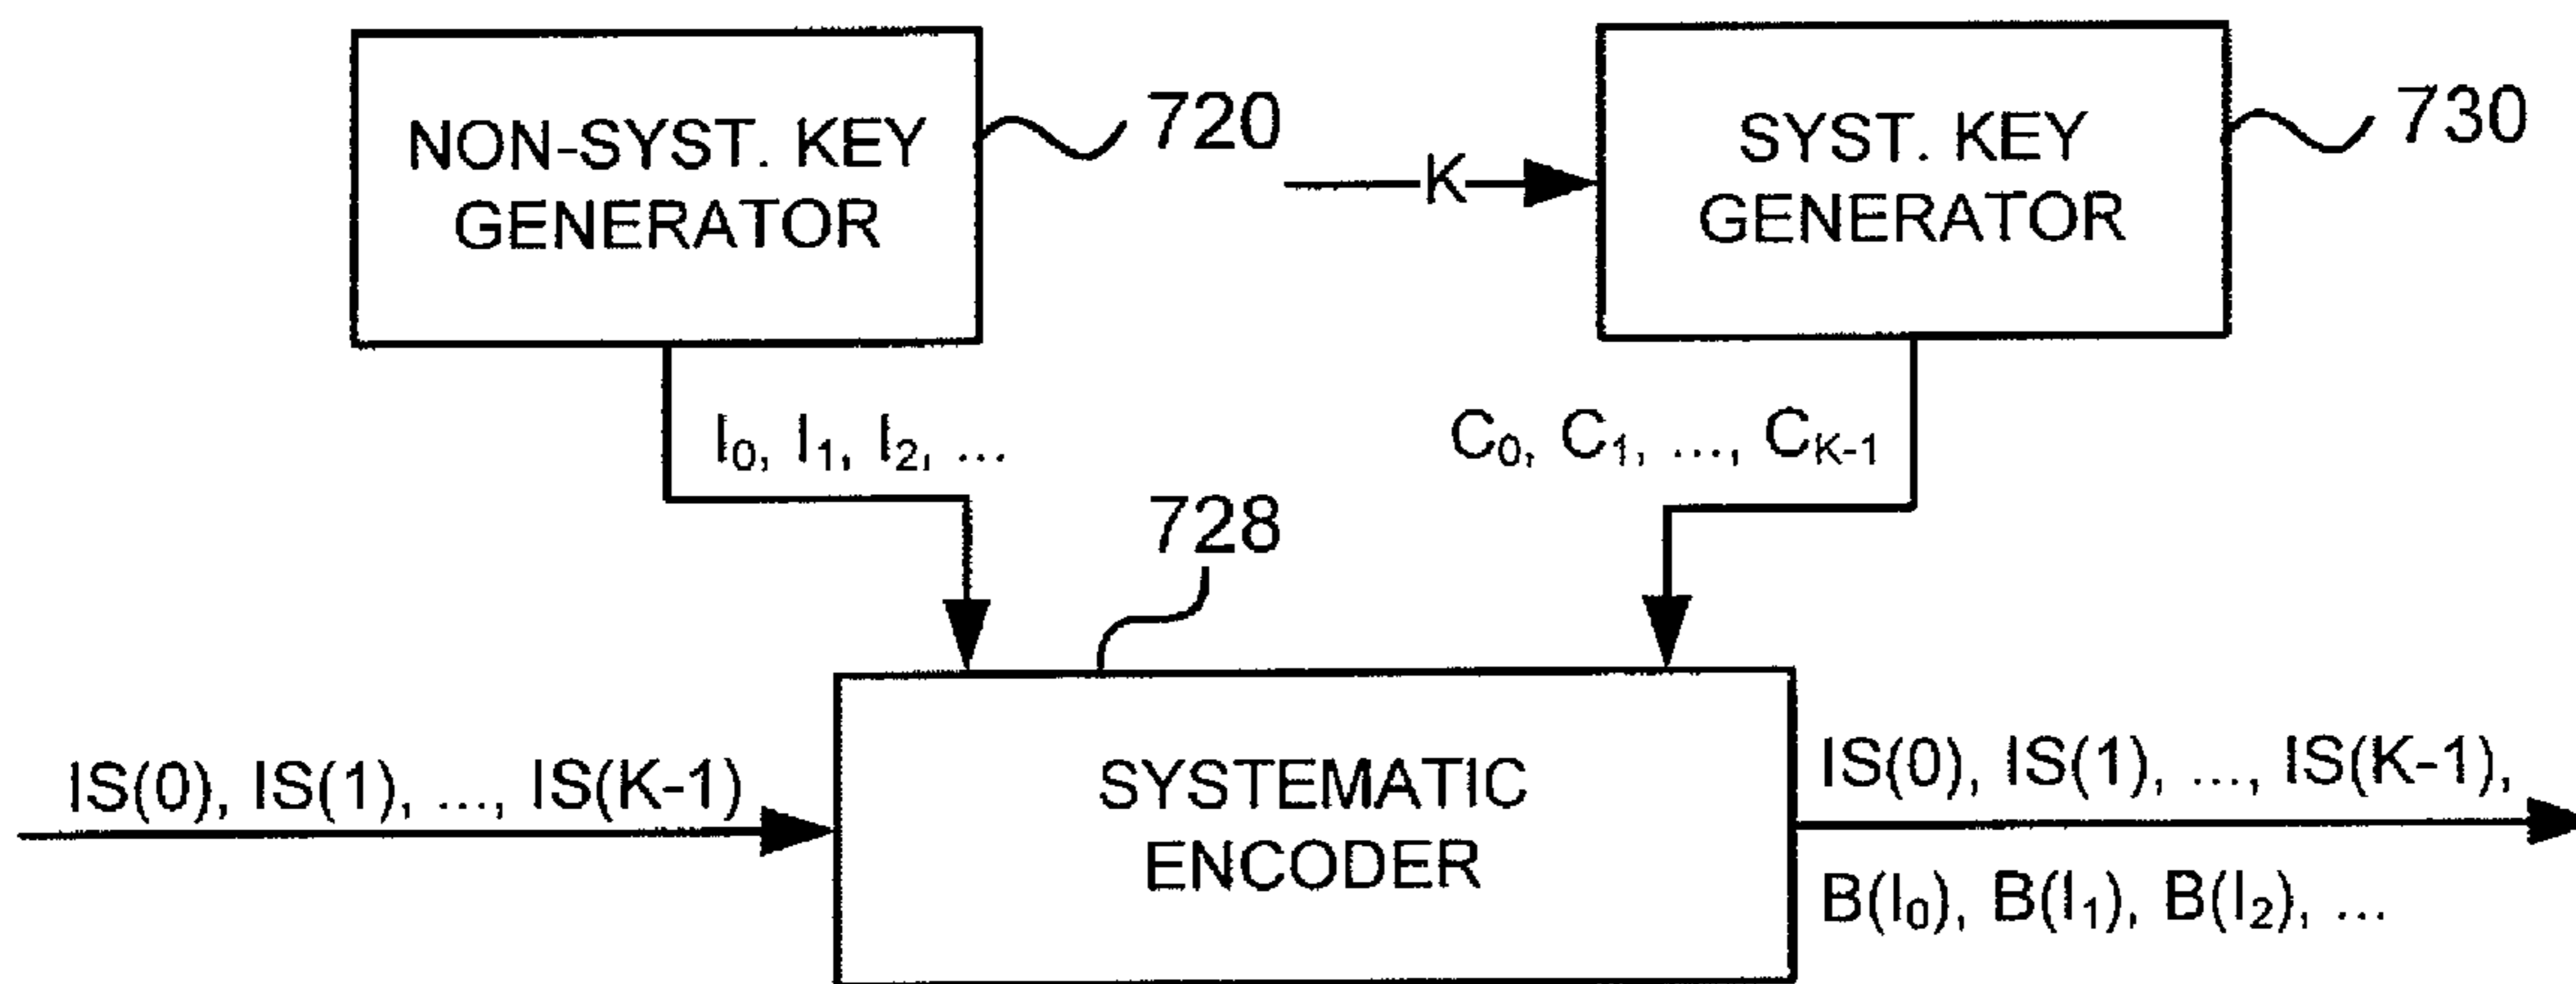 NON-SYST. KEY
GENERATOR
720
K
SYST. KEY
GENERATOR
730
I₀, I₁, I₂, ...
C₀, C₁, ..., C_{K-1}
728
IS(0), IS(1), ..., IS(K-1)
SYSTEMATIC
ENCODER
IS(0), IS(1), ..., IS(K-1),
B(I₀), B(I₁), B(I₂), ...